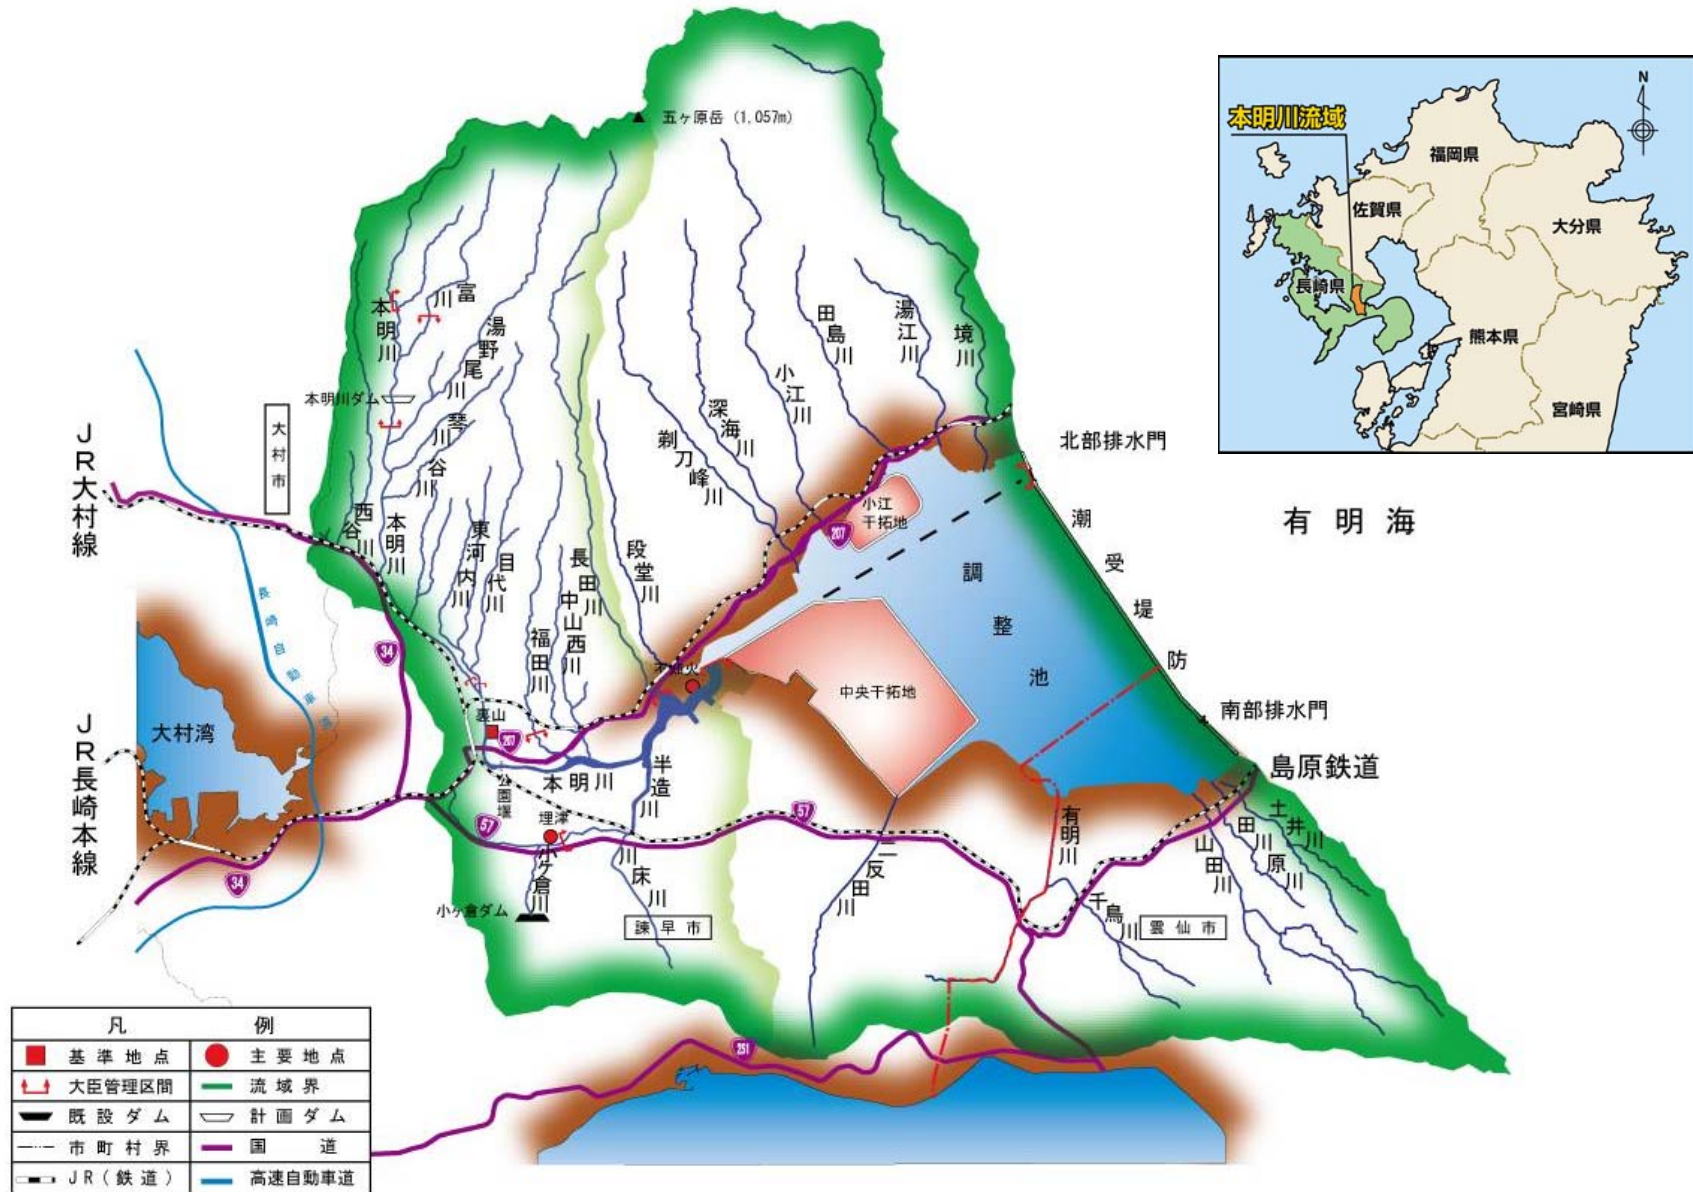 五ヶ原岳 (1,057m)
本明川流域
N
福岡県
佐賀県
大分県
長崎県
熊本県
宮崎県
本明川
富川
湯野尾川
琴川
谷川
本明川ダム
大村市
田島川
湯江川
境川
小江川
深海川
剃刀峰川
北部排水門
有明海
JR大村線
西谷川
本明川
東河内川
目代川
長田川
段堂川
中山西川
福田川
小江
干拓地
207
潮受堤防
調整池
長崎自動車道
34
不知火
中央干拓地
南部排水門
島原鉄道
大村湾
JR長崎本線
裏山
207
本明川
公園堰
半造川
57
埋津
57
有明川
土井川
田川原川
山田川
二反田川
小ヶ倉川
川床川
34
小ヶ倉ダム
諫早市
千鳥川
雲仙市
251
凡例
基準地点
主要地点
大臣管理区間
流域界
既設ダム
計画ダム
市町村界
国道
JR(鉄道)
高速自動車道